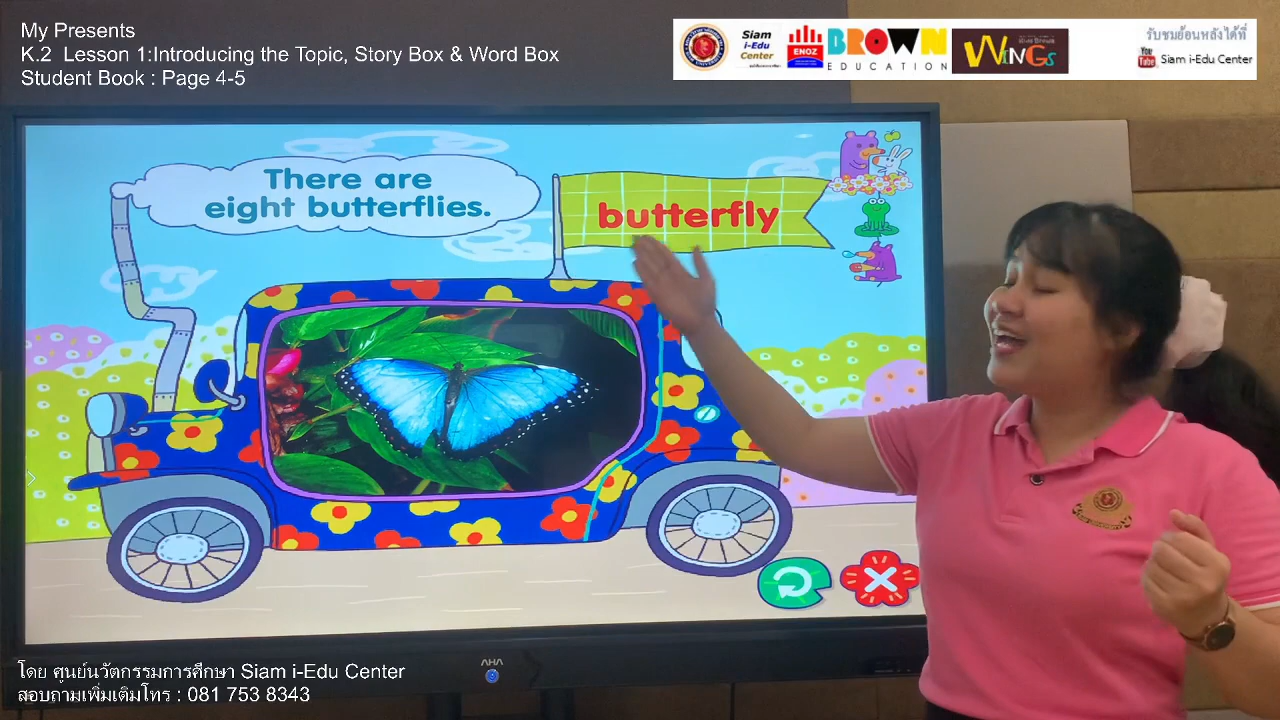 My Presents
K.2_Lesson 1:Introducing the Topic, Story Box & Word Box
Student Book : Page 4-5
Siam
i-Edu
Center
ENOZ
BROWN
EDUCATION
WINGS
รับชมย้อนหลังได้ที่
You
Tube
Siam i-Edu Center
There are
eight butterflies.
butterfly
AHA
โดย ศูนย์นวัตกรรมการศึกษา Siam i-Edu Center
สอบถามเพิ่มเติมโทร : 081 753 8343